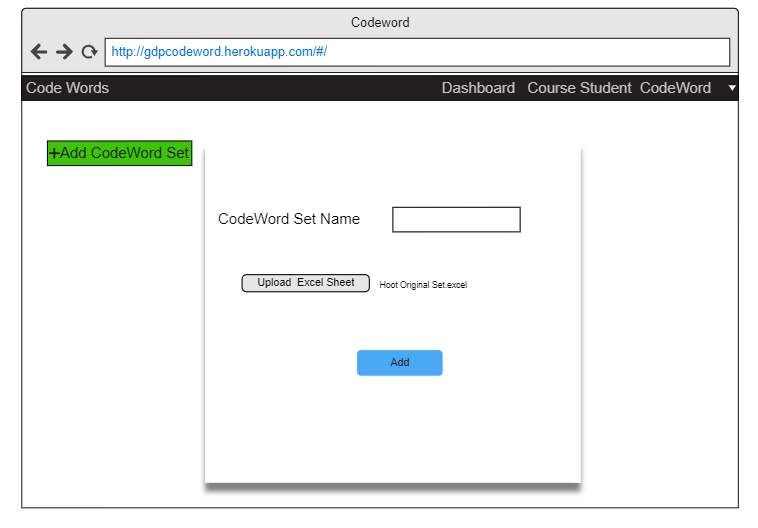 Codeword
http://gdpcodeword.herokuapp.com/#/
Code Words Dashboard Course Student CodeWord
+Add CodeWord Set
CodeWord Set Name
Upload Excel Sheet Hoot Original Set.excel
Add